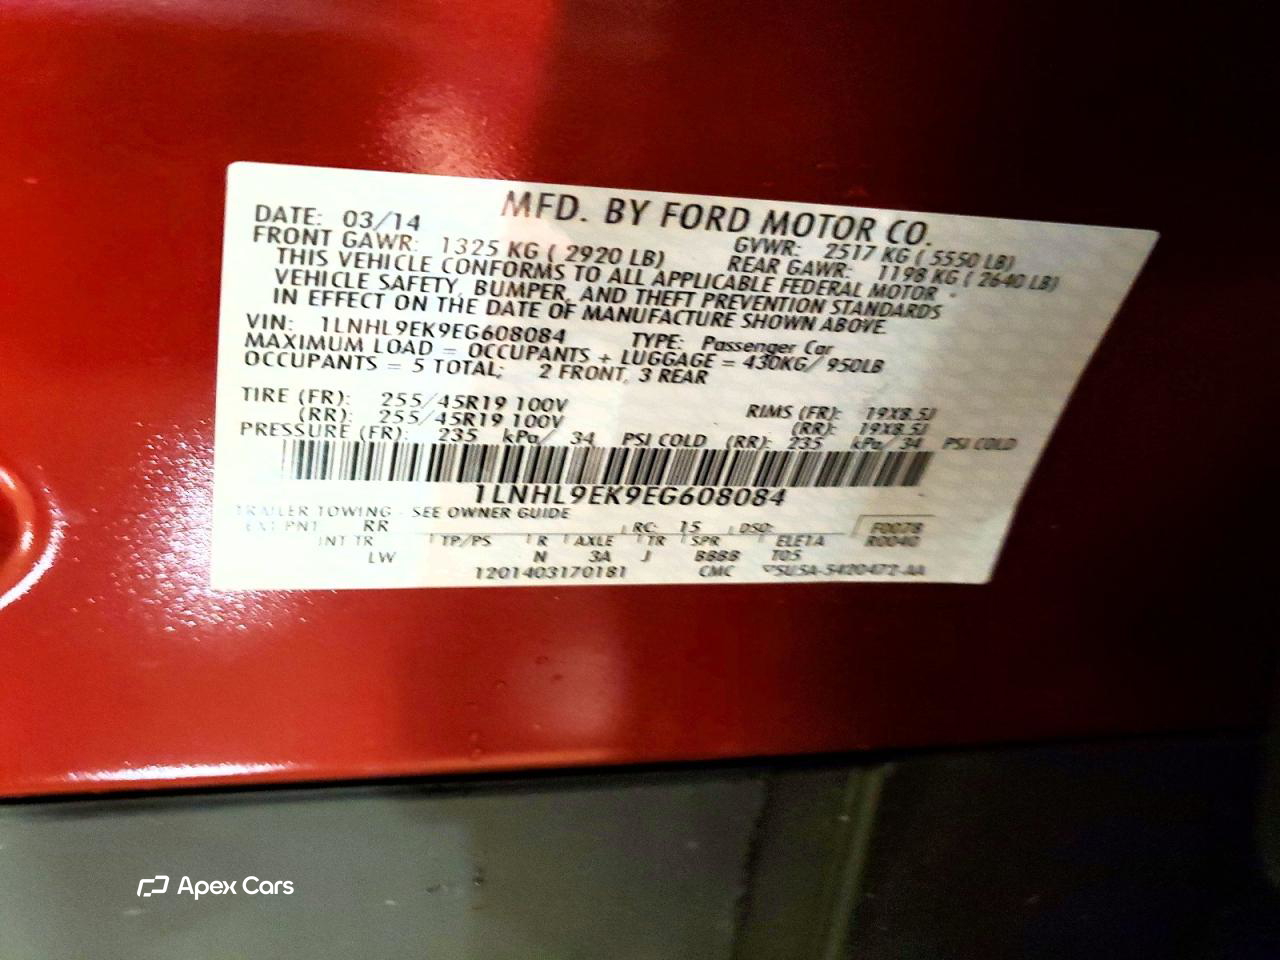 MFD. BY FORD MOTOR CO.
DATE: 03/14
GVWR: 2517 KG ( 5550 LB)
FRONT GAWR: 1325 KG ( 2920 LB) REAR GAWR: 1198 KG ( 2640 LB)
THIS VEHICLE CONFORMS TO ALL APPLICABLE FEDERAL MOTOR
VEHICLE SAFETY, BUMPER, AND THEFT PREVENTION STANDARDS
IN EFFECT ON THE DATE OF MANUFACTURE SHOWN ABOVE.
VIN: 1LNHL9EK9EG608084 TYPE: Passenger Car
MAXIMUM LOAD = OCCUPANTS + LUGGAGE = 430KG/ 950LB
OCCUPANTS = 5 TOTAL; 2 FRONT, 3 REAR
TIRE (FR): 255/45R19 100V RIMS (FR): 19X8.5J
(RR): 255/45R19 100V (RR): 19X8.5J
PRESSURE (FR): 235 kPa/ 34 PSI COLD (RR): 235 kPa/ 34 PSI COLD
1LNHL9EK9EG608084
TRAILER TOWING - SEE OWNER GUIDE
EXT PNT RR RC: 15 DSO: F0078
INT TR TP/PS R AXLE TR SPR ELE1A R0040
LW N 3A J BBBB T05
1201403170181 CMC
Apex Cars